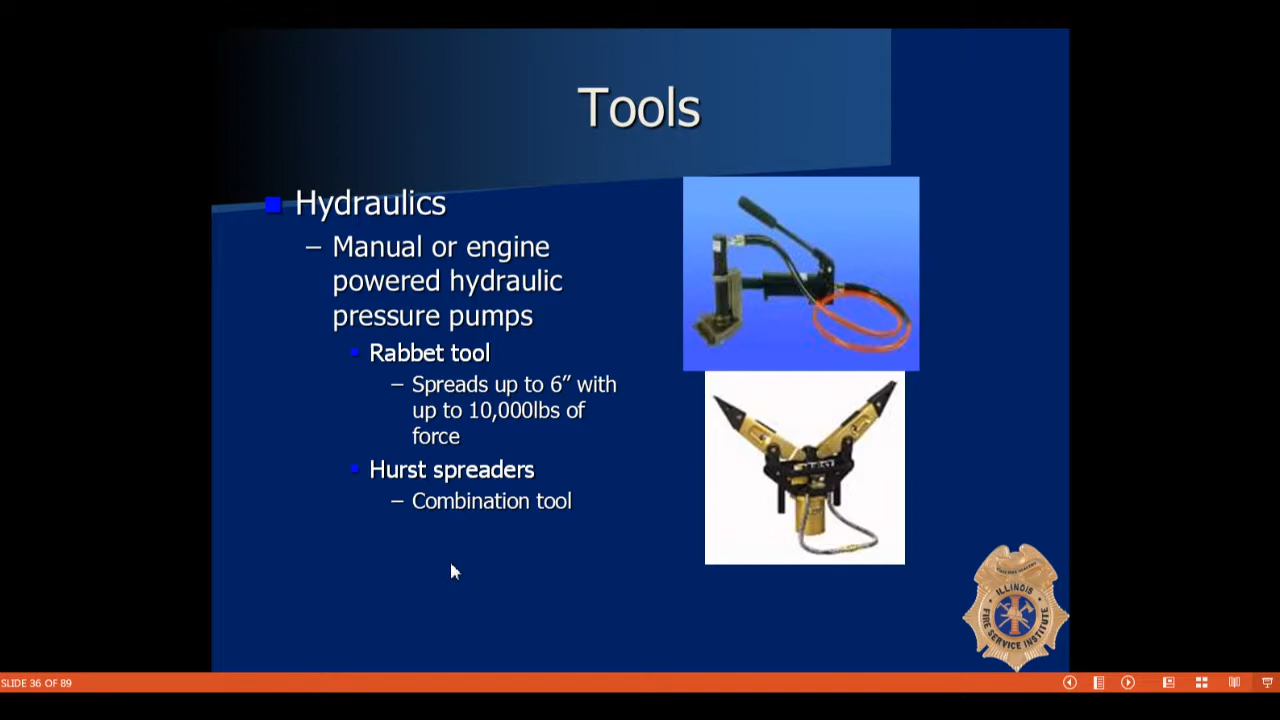 Tools
Hydraulics
– Manual or engine
powered hydraulic
pressure pumps
Rabbet tool
– Spreads up to 6” with
up to 10,000lbs of
force
Hurst spreaders
– Combination tool
ILLINOIS
FIRE SERVICE INSTITUTE
SLIDE 36 OF 89